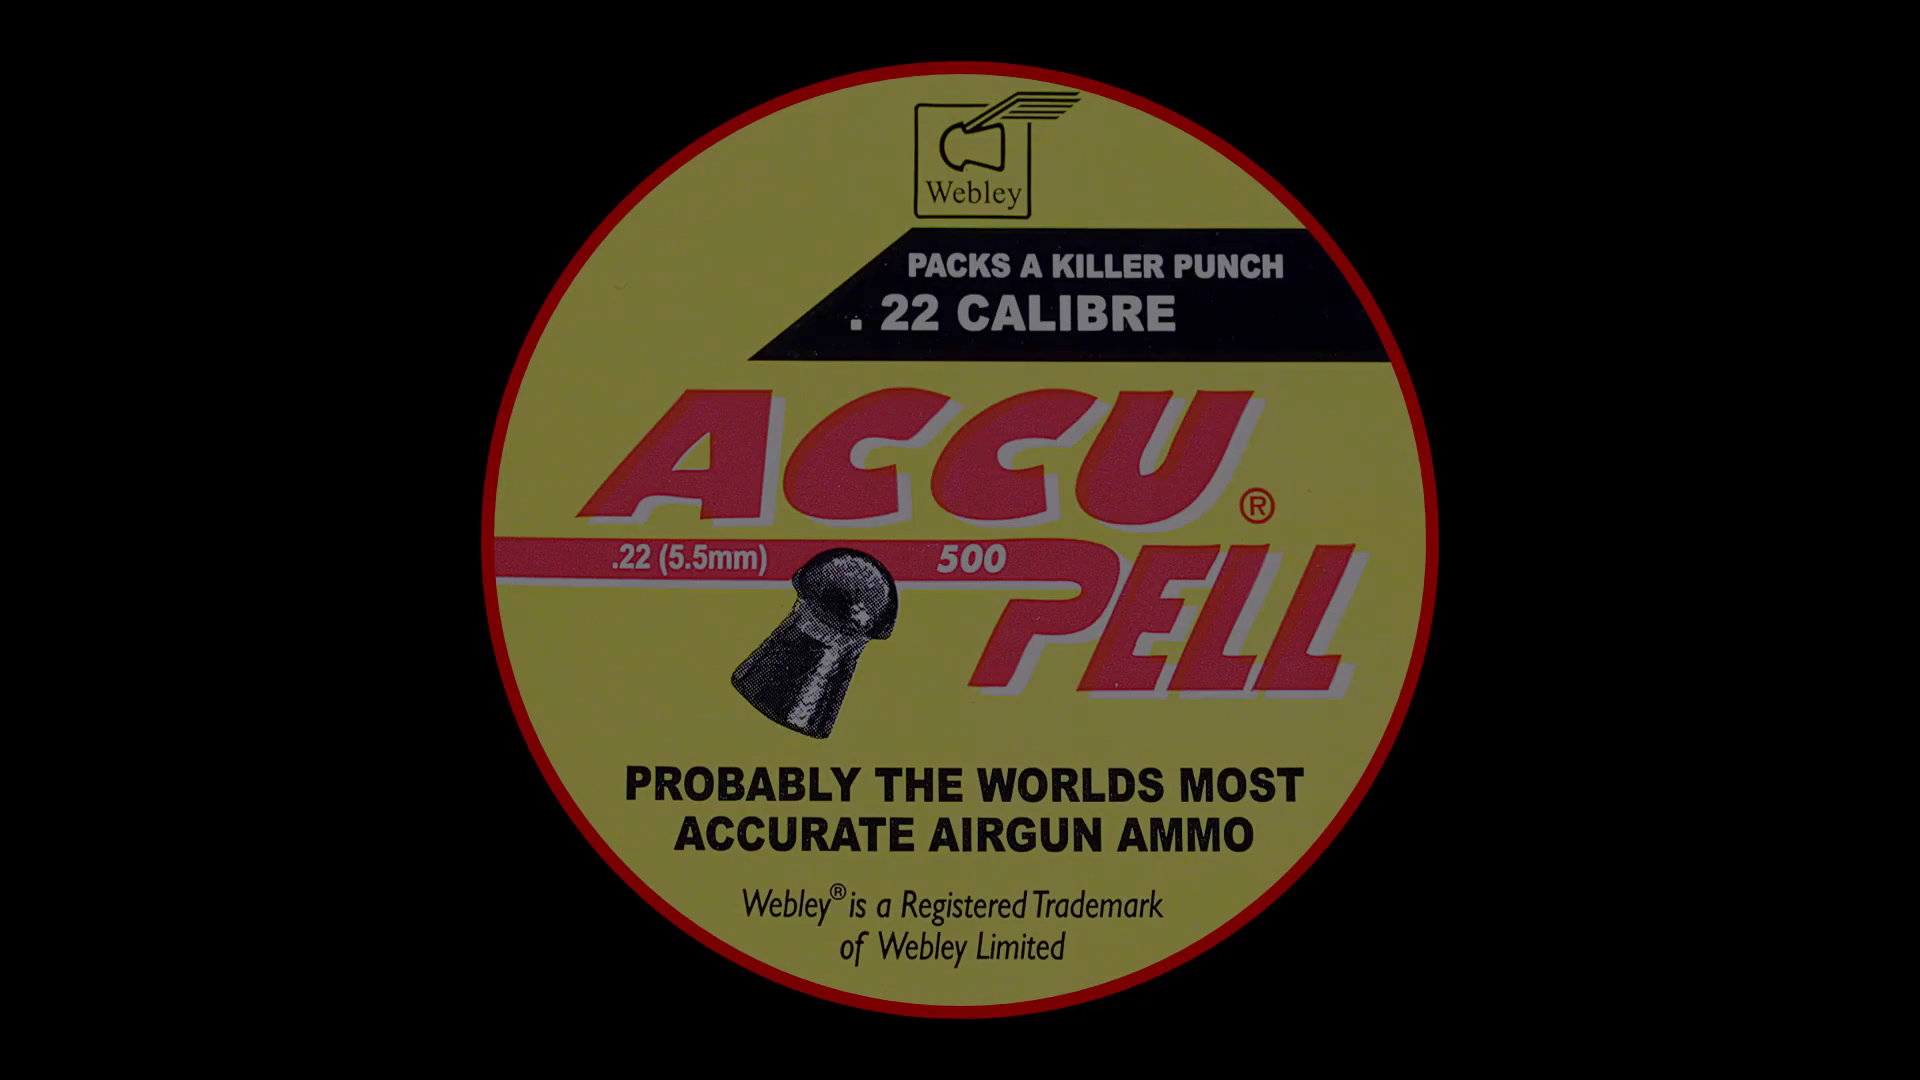 Webley
PACKS A KILLER PUNCH
. 22 CALIBRE
ACCU ®
.22 (5.5mm) 500
PELL
PROBABLY THE WORLDS MOST
ACCURATE AIRGUN AMMO
Webley® is a Registered Trademark
of Webley Limited